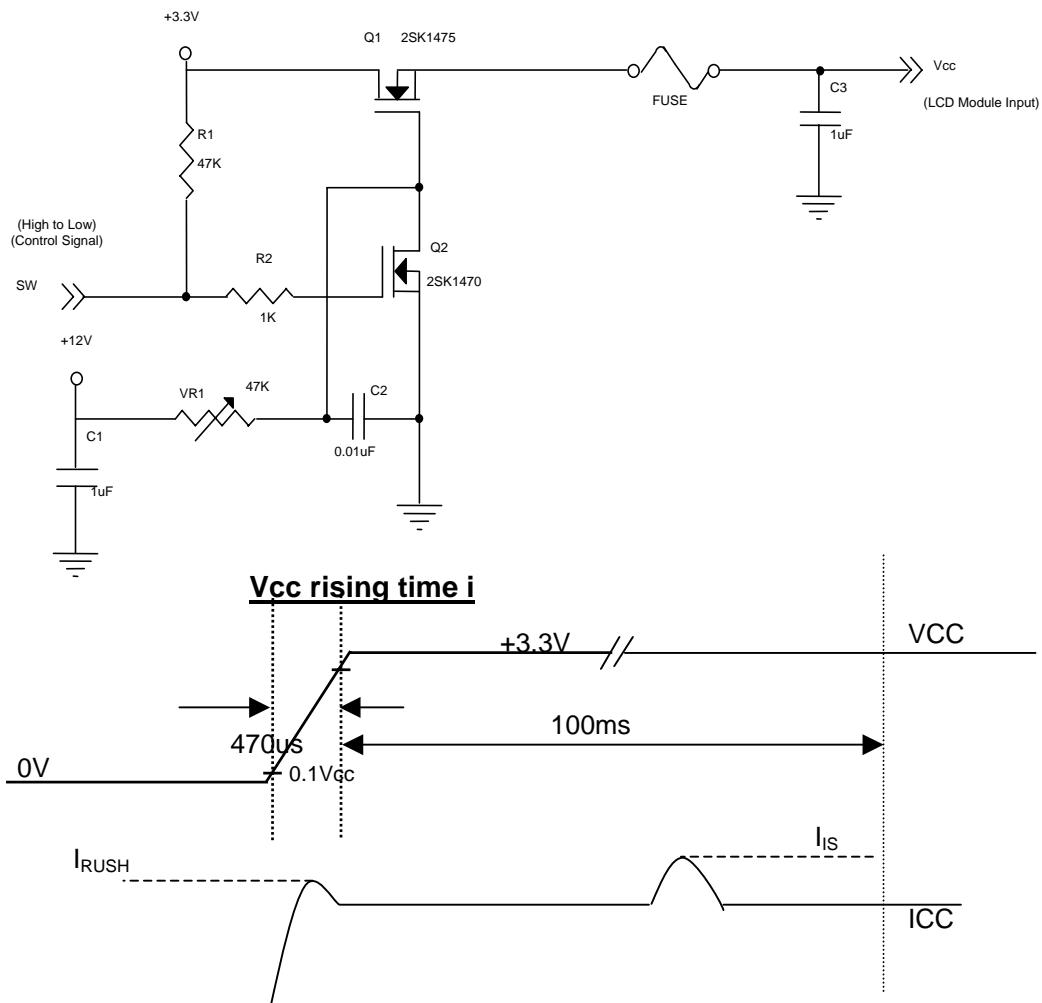 +3.3V
Q1 2SK1475
Vcc
FUSE
C3
(LCD Module Input)
1uF
R1
47K
(High to Low)
(Control Signal)
Q2
R2
2SK1470
SW
1K
+12V
VR1
47K
C2
C1
0.01uF
1uF
Vcc rising time i
+3.3V
VCC
470us
100ms
0V
0.1Vcc
IRUSH
IIS
ICC